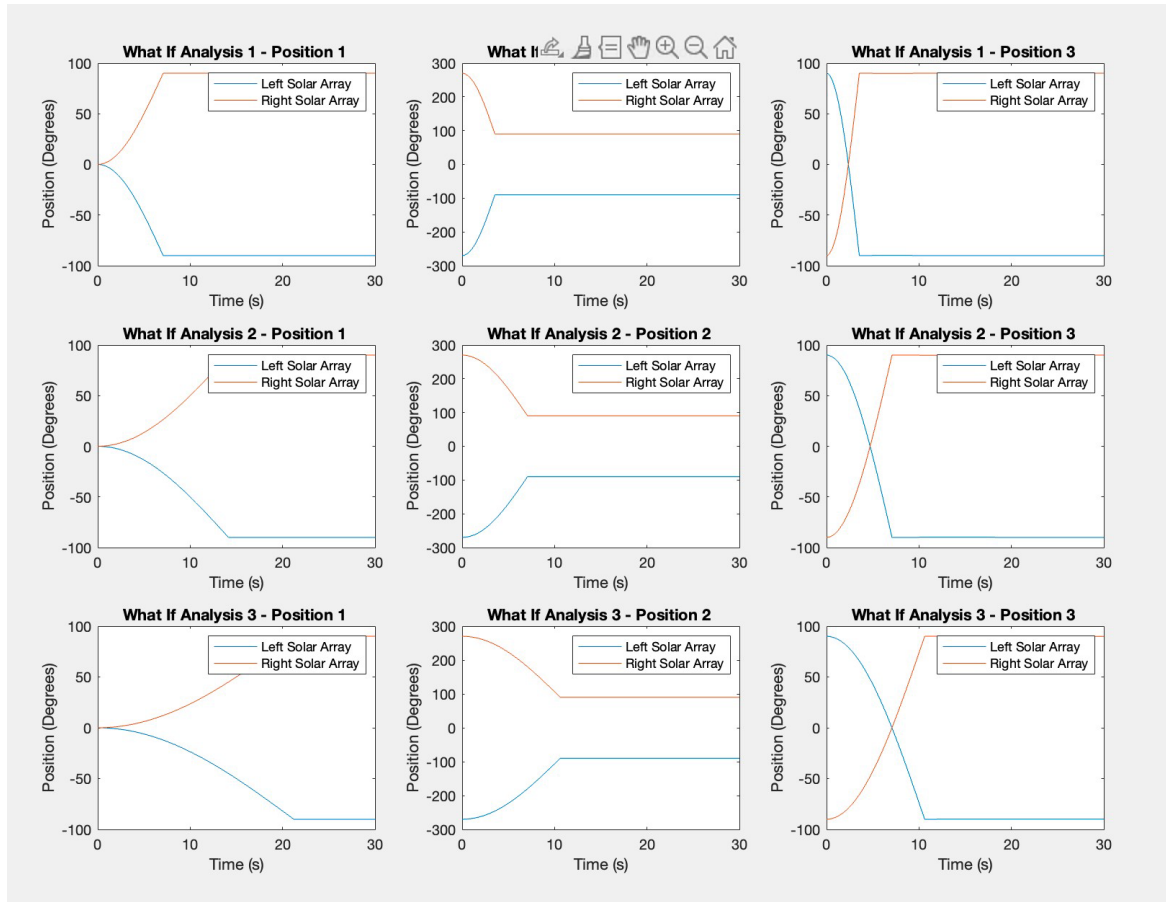 What If Analysis 1 - Position 1
100
50
0
-50
-100
Position (Degrees)
0 10 20 30
Time (s)
Left Solar Array
Right Solar Array
What If
300
200
100
0
-100
-200
-300
Position (Degrees)
0 10 20 30
Time (s)
Left Solar Array
Right Solar Array
What If Analysis 1 - Position 3
100
50
0
-50
-100
Position (Degrees)
0 10 20 30
Time (s)
Left Solar Array
Right Solar Array
What If Analysis 2 - Position 1
100
50
0
-50
-100
Position (Degrees)
0 10 20 30
Time (s)
Left Solar Array
Right Solar Array
What If Analysis 2 - Position 2
300
200
100
0
-100
-200
-300
Position (Degrees)
0 10 20 30
Time (s)
Left Solar Array
Right Solar Array
What If Analysis 2 - Position 3
100
50
0
-50
-100
Position (Degrees)
0 10 20 30
Time (s)
Left Solar Array
Right Solar Array
What If Analysis 3 - Position 1
100
50
0
-50
-100
Position (Degrees)
0 10 20 30
Time (s)
Left Solar Array
Right Solar Array
What If Analysis 3 - Position 2
300
200
100
0
-100
-200
-300
Position (Degrees)
0 10 20 30
Time (s)
Left Solar Array
Right Solar Array
What If Analysis 3 - Position 3
100
50
0
-50
-100
Position (Degrees)
0 10 20 30
Time (s)
Left Solar Array
Right Solar Array